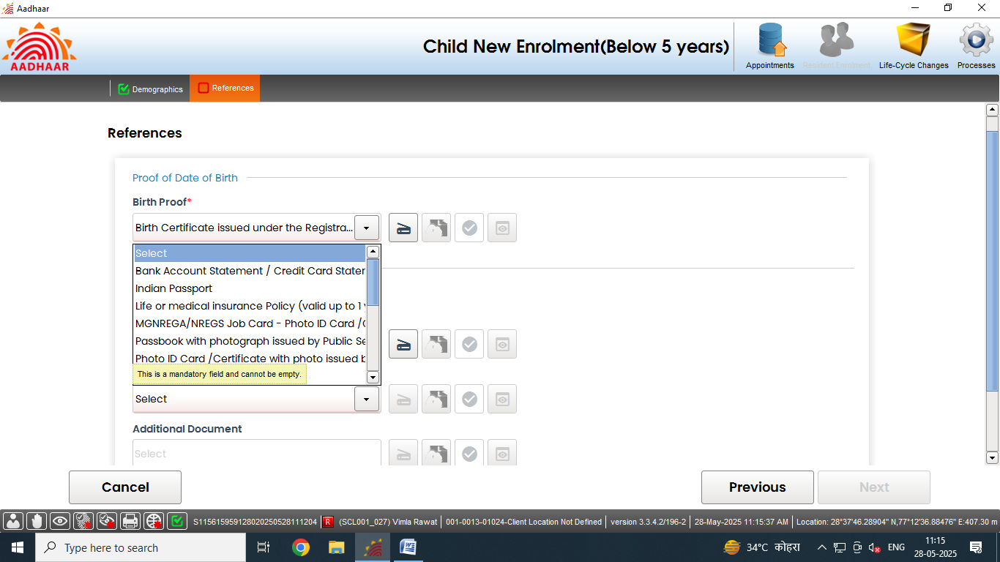 Aadhaar
AADHAAR
Child New Enrolment(Below 5 years)
Appointments
Resident Enrolment
Life-Cycle Changes
Processes
Demographics
References
References
Proof of Date of Birth
Birth Proof*
Birth Certificate issued under the Registra...
Select
Bank Account Statement / Credit Card Stater
Indian Passport
Life or medical insurance Policy (valid up to 1
MGNREGA/NREGS Job Card - Photo ID Card /
Passbook with photograph issued by Public Se
Photo ID Card /Certificate with photo issued b
This is a mandatory field and cannot be empty.
Select
Additional Document
Select
Cancel
Previous
Next
S115615959128020250528111204
R
(SCL001_027) Vimla Rawat
001-0013-01024-Client Location Not Defined
version 3.3.4.2/196-2
28-May-2025 11:15:37 AM
Location: 28°37'46.28904" N,77°12'36.88476" E:407.30 m
Type here to search
34°C कोहरा
ENG
11:15
28-05-2025